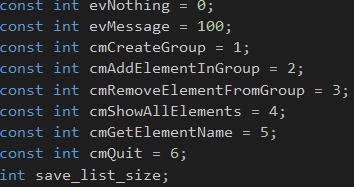 const int evNothing = 0;
const int evMessage = 100;
const int cmCreateGroup = 1;
const int cmAddElementInGroup = 2;
const int cmRemoveElementFromGroup = 3;
const int cmShowAllElements = 4;
const int cmGetElementName = 5;
const int cmQuit = 6;
int save_list_size;